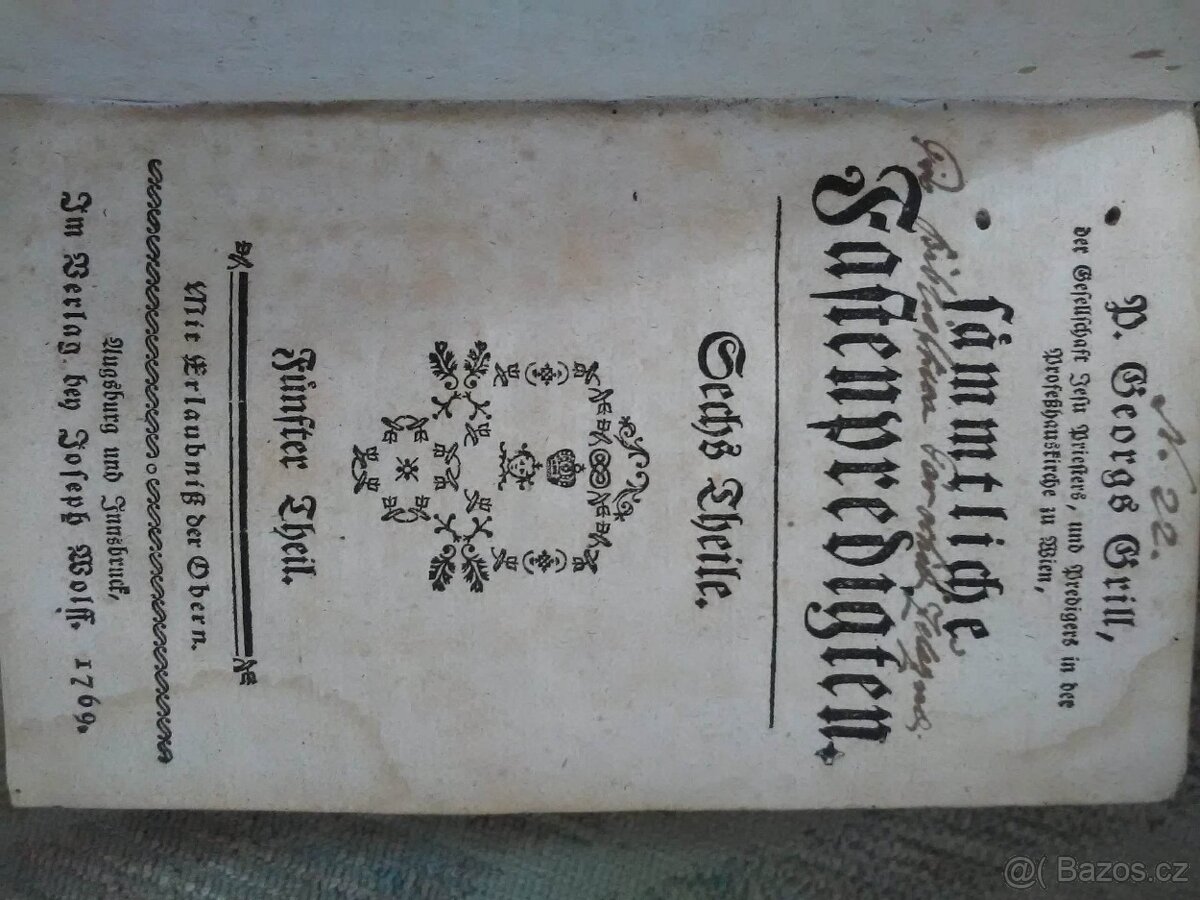 N. 22.
P. Georgs Grill,
der Gesellschaft Jesu Priesters, und Predigers in der
Profeßhauskirche in Wien,
sämmtliche
Fastenpredigten.
Sechs Theile.
Fünfter Theil.
Mit Erlaubniß der Obern.
Augsburg und Innsbruck,
Im Verlag bey Joseph Wolff. 1769.
@( Bazos.cz